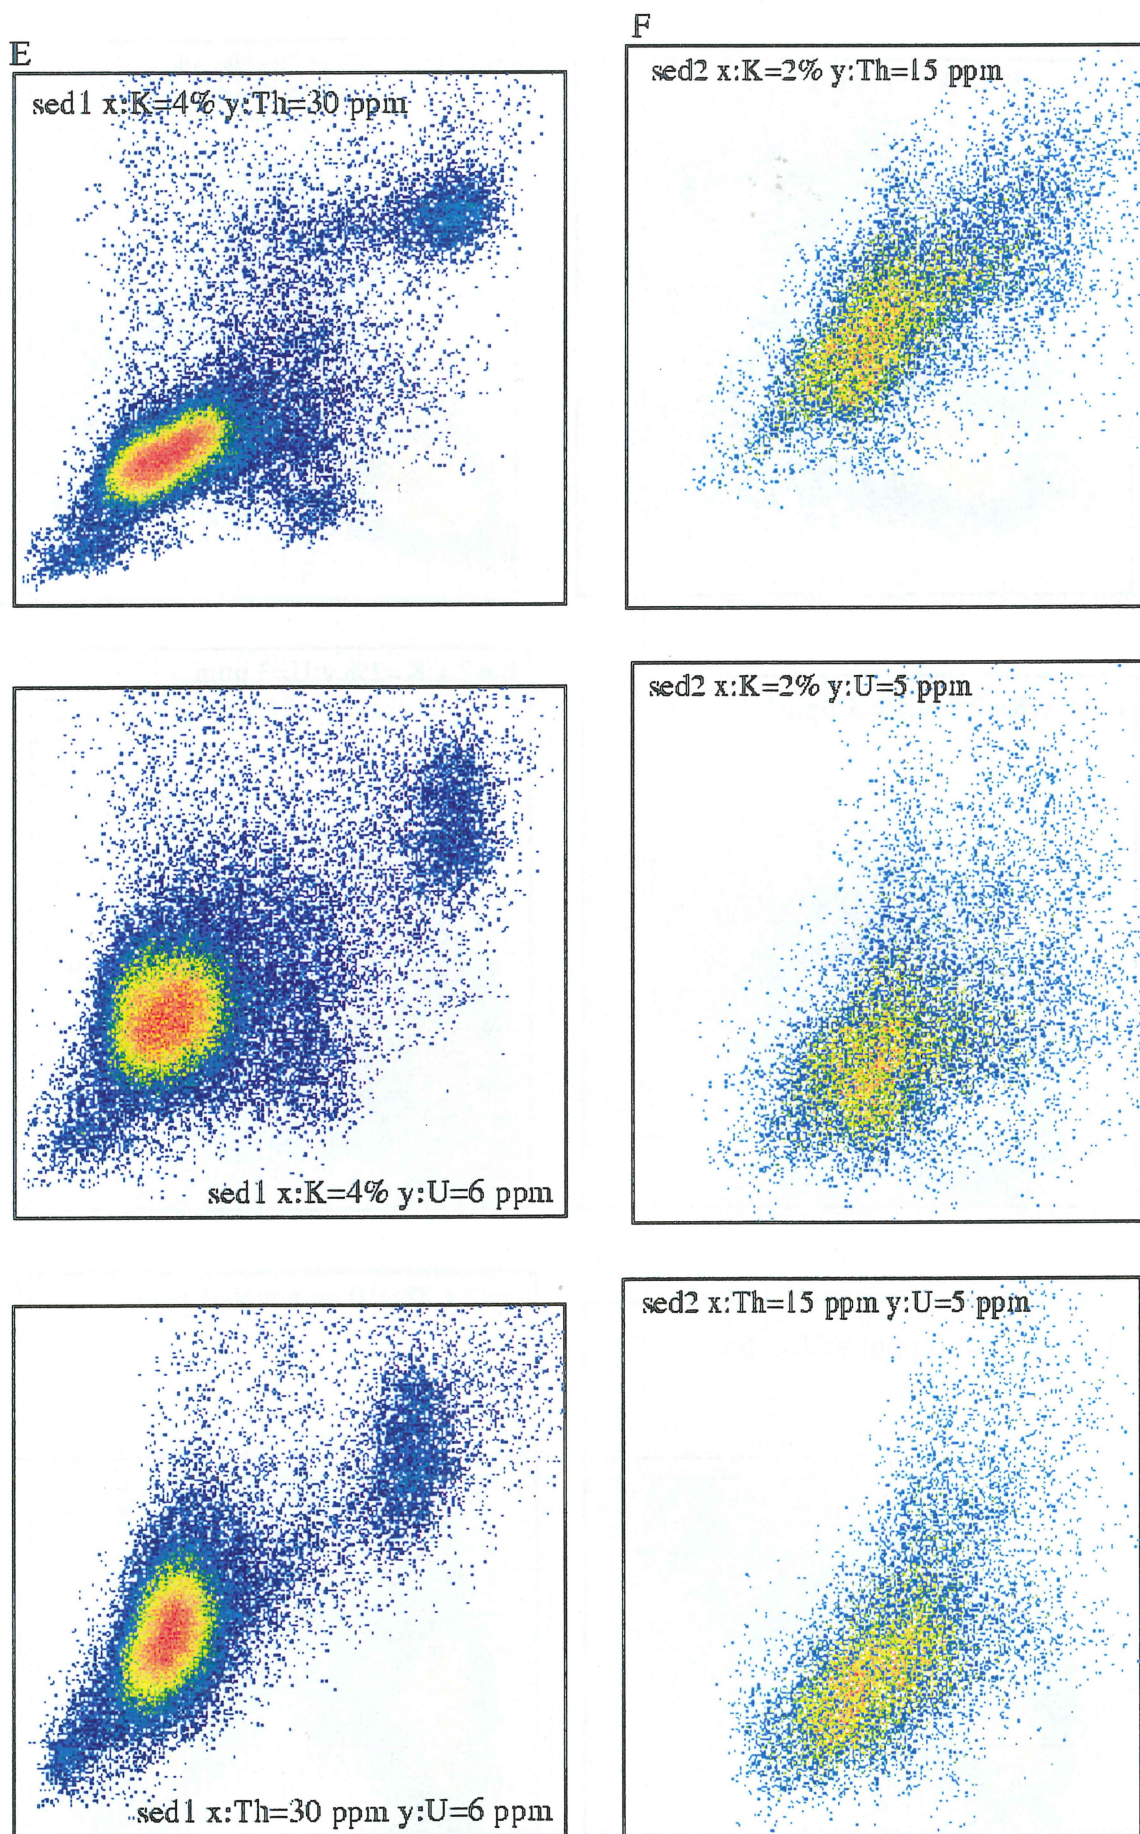 E
sed1 x:K=4% y:Th=30 ppm
F
sed2 x:K=2% y:Th=15 ppm
sed1 x:K=4% y:U=6 ppm
sed2 x:K=2% y:U=5 ppm
sed1 x:Th=30 ppm y:U=6 ppm
sed2 x:Th=15 ppm y:U=5 ppm